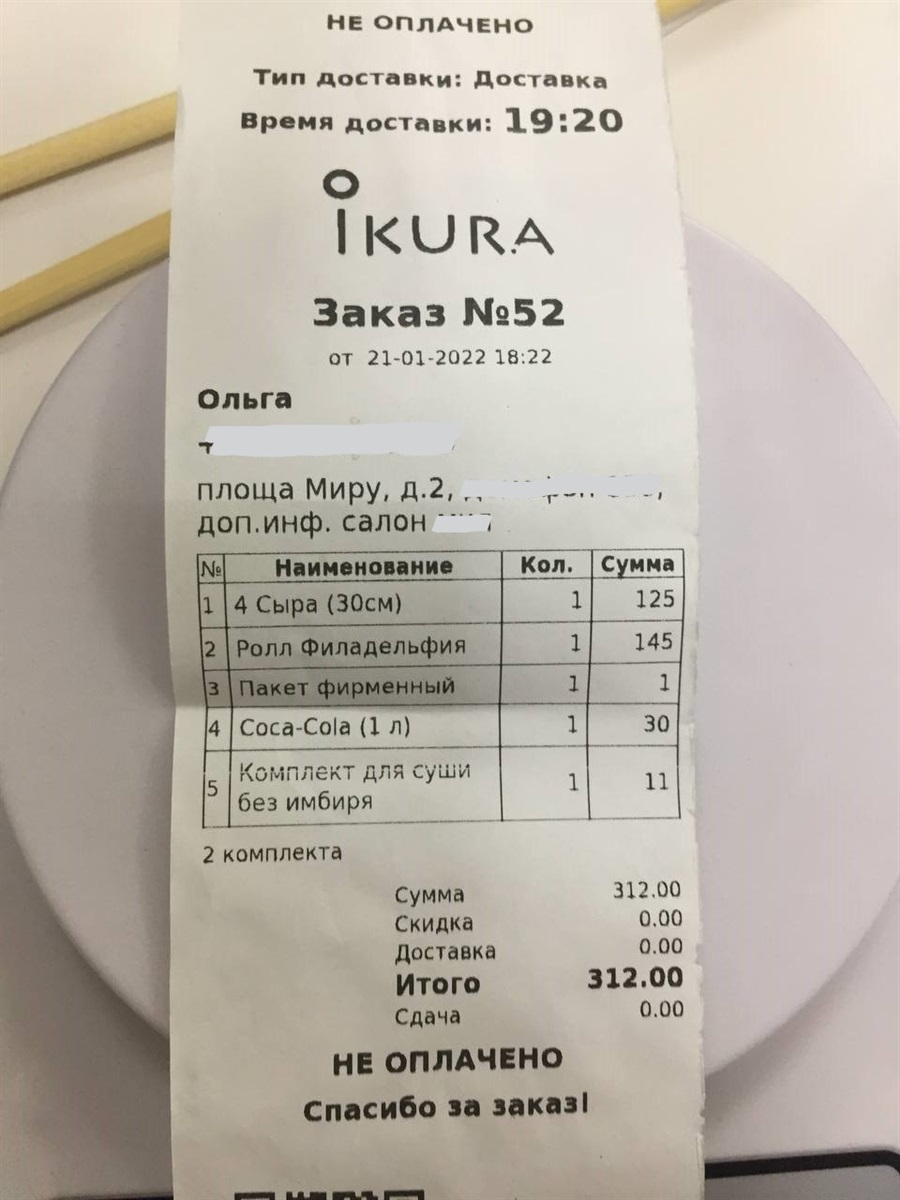 НЕ ОПЛАЧЕНО
Тип доставки: Доставка
Время доставки: 19:20
IKURA
Заказ №52
от 21-01-2022 18:22
Ольга
площа Миру, д.2,
доп.инф. салон
№ Наименование Кол. Сумма
1 4 Сыра (30см) 1 125
2 Ролл Филадельфия 1 145
3 Пакет фирменный 1 1
4 Coca-Cola (1 л) 1 30
5 Комплект для суши без имбиря 1 11
2 комплекта
Сумма 312.00
Скидка 0.00
Доставка 0.00
Итого 312.00
Сдача 0.00
НЕ ОПЛАЧЕНО
Спасибо за заказ!